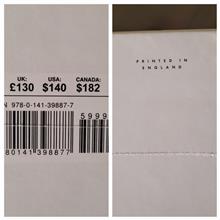 UK: USA: CANADA:
£130 $140 $182
N 978-0-141-39887-7
5999
80141 398877
PRINTED IN
ENGLAND